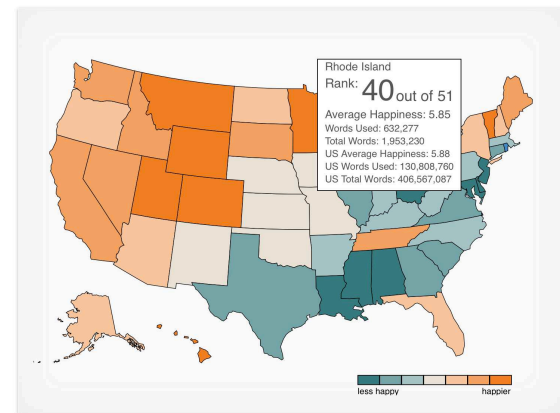 Rhode Island
Rank: 40 out of 51
Average Happiness: 5.85
Words Used: 632,277
Total Words: 1,953,230
US Average Happiness: 5.88
US Words Used: 130,808,760
US Total Words: 406,567,087
less happy happier